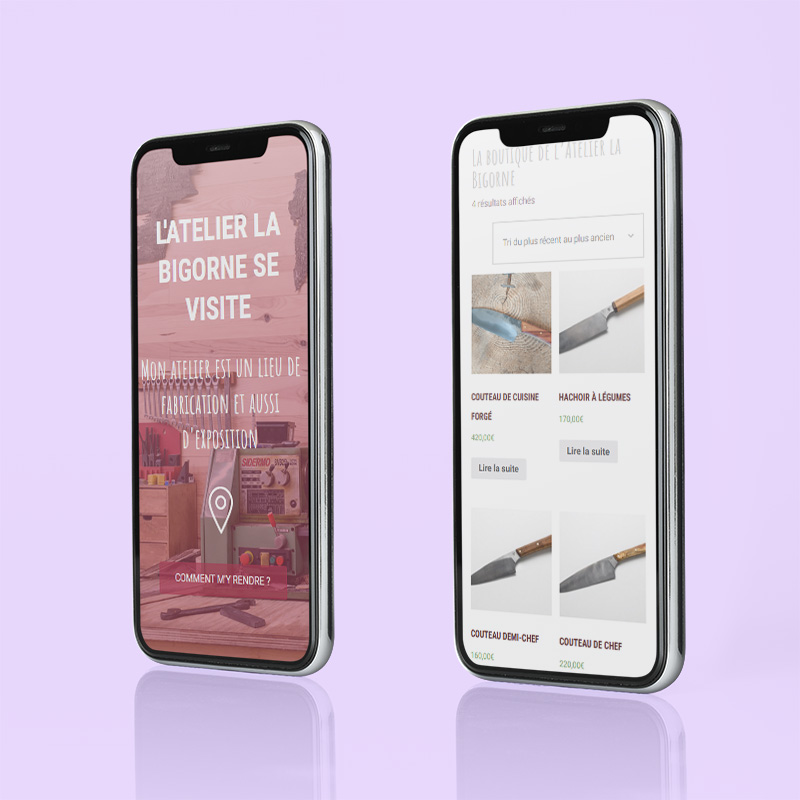 L'ATELIER LA
BIGORNE SE
VISITE
Mon atelier est un lieu de
fabrication et aussi
d'exposition
SIDERMO
COMMENT M'Y RENDRE ?
La boutique de L'Atelier la
Bigorne
4 résultats affichés
Tri du plus récent au plus ancien
COUTEAU DE CUISINE
FORGÉ
420,00€
Lire la suite
HACHOIR À LÉGUMES
170,00€
Lire la suite
COUTEAU DEMI-CHEF
160,00€
COUTEAU DE CHEF
220,00€